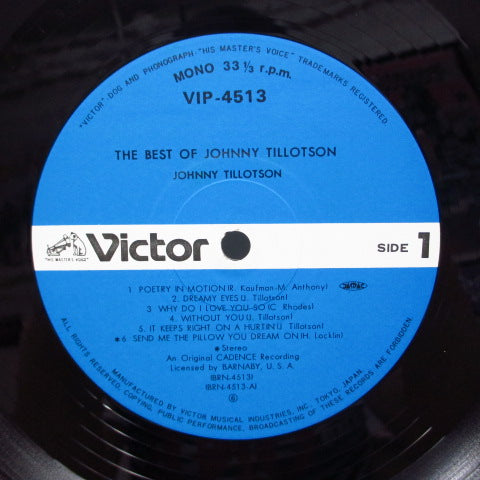 "VICTOR" DOG AND PHONOGRAPH · "HIS MASTER'S VOICE" TRADEMARKS REGISTERED.
MONO 33 1/3 r.p.m.
VIP-4513
THE BEST OF JOHNNY TILLOTSON
JOHNNY TILLOTSON
"HIS MASTER'S VOICE"
Victor
SIDE 1
1 POETRY IN MOTION(R. Kaufman-M. Anthony)
2. DREAMY EYES(J. Tillotson)
3. WHY DO I LOVE YOU SO(C. Rhodes)
4. WITHOUT YOU(J. Tillotson)
5. IT KEEPS RIGHT ON A HURTIN'(J. Tillotson)
*6. SEND ME THE PILLOW YOU DREAM ON(H. Locklin)
*Stereo
An Original CADENCE Recording
Licensed by BARNABY, U. S. A.
(BRN-4513)
(BRN-4513-A)
6
MANUFACTURED BY VICTOR MUSICAL INDUSTRIES, INC. TOKYO, JAPAN.
ALL RIGHTS RESERVED. COPYING, PUBLIC PERFORMANCE, BROADCASTING OF THESE RECORDS ARE FORBIDDEN.